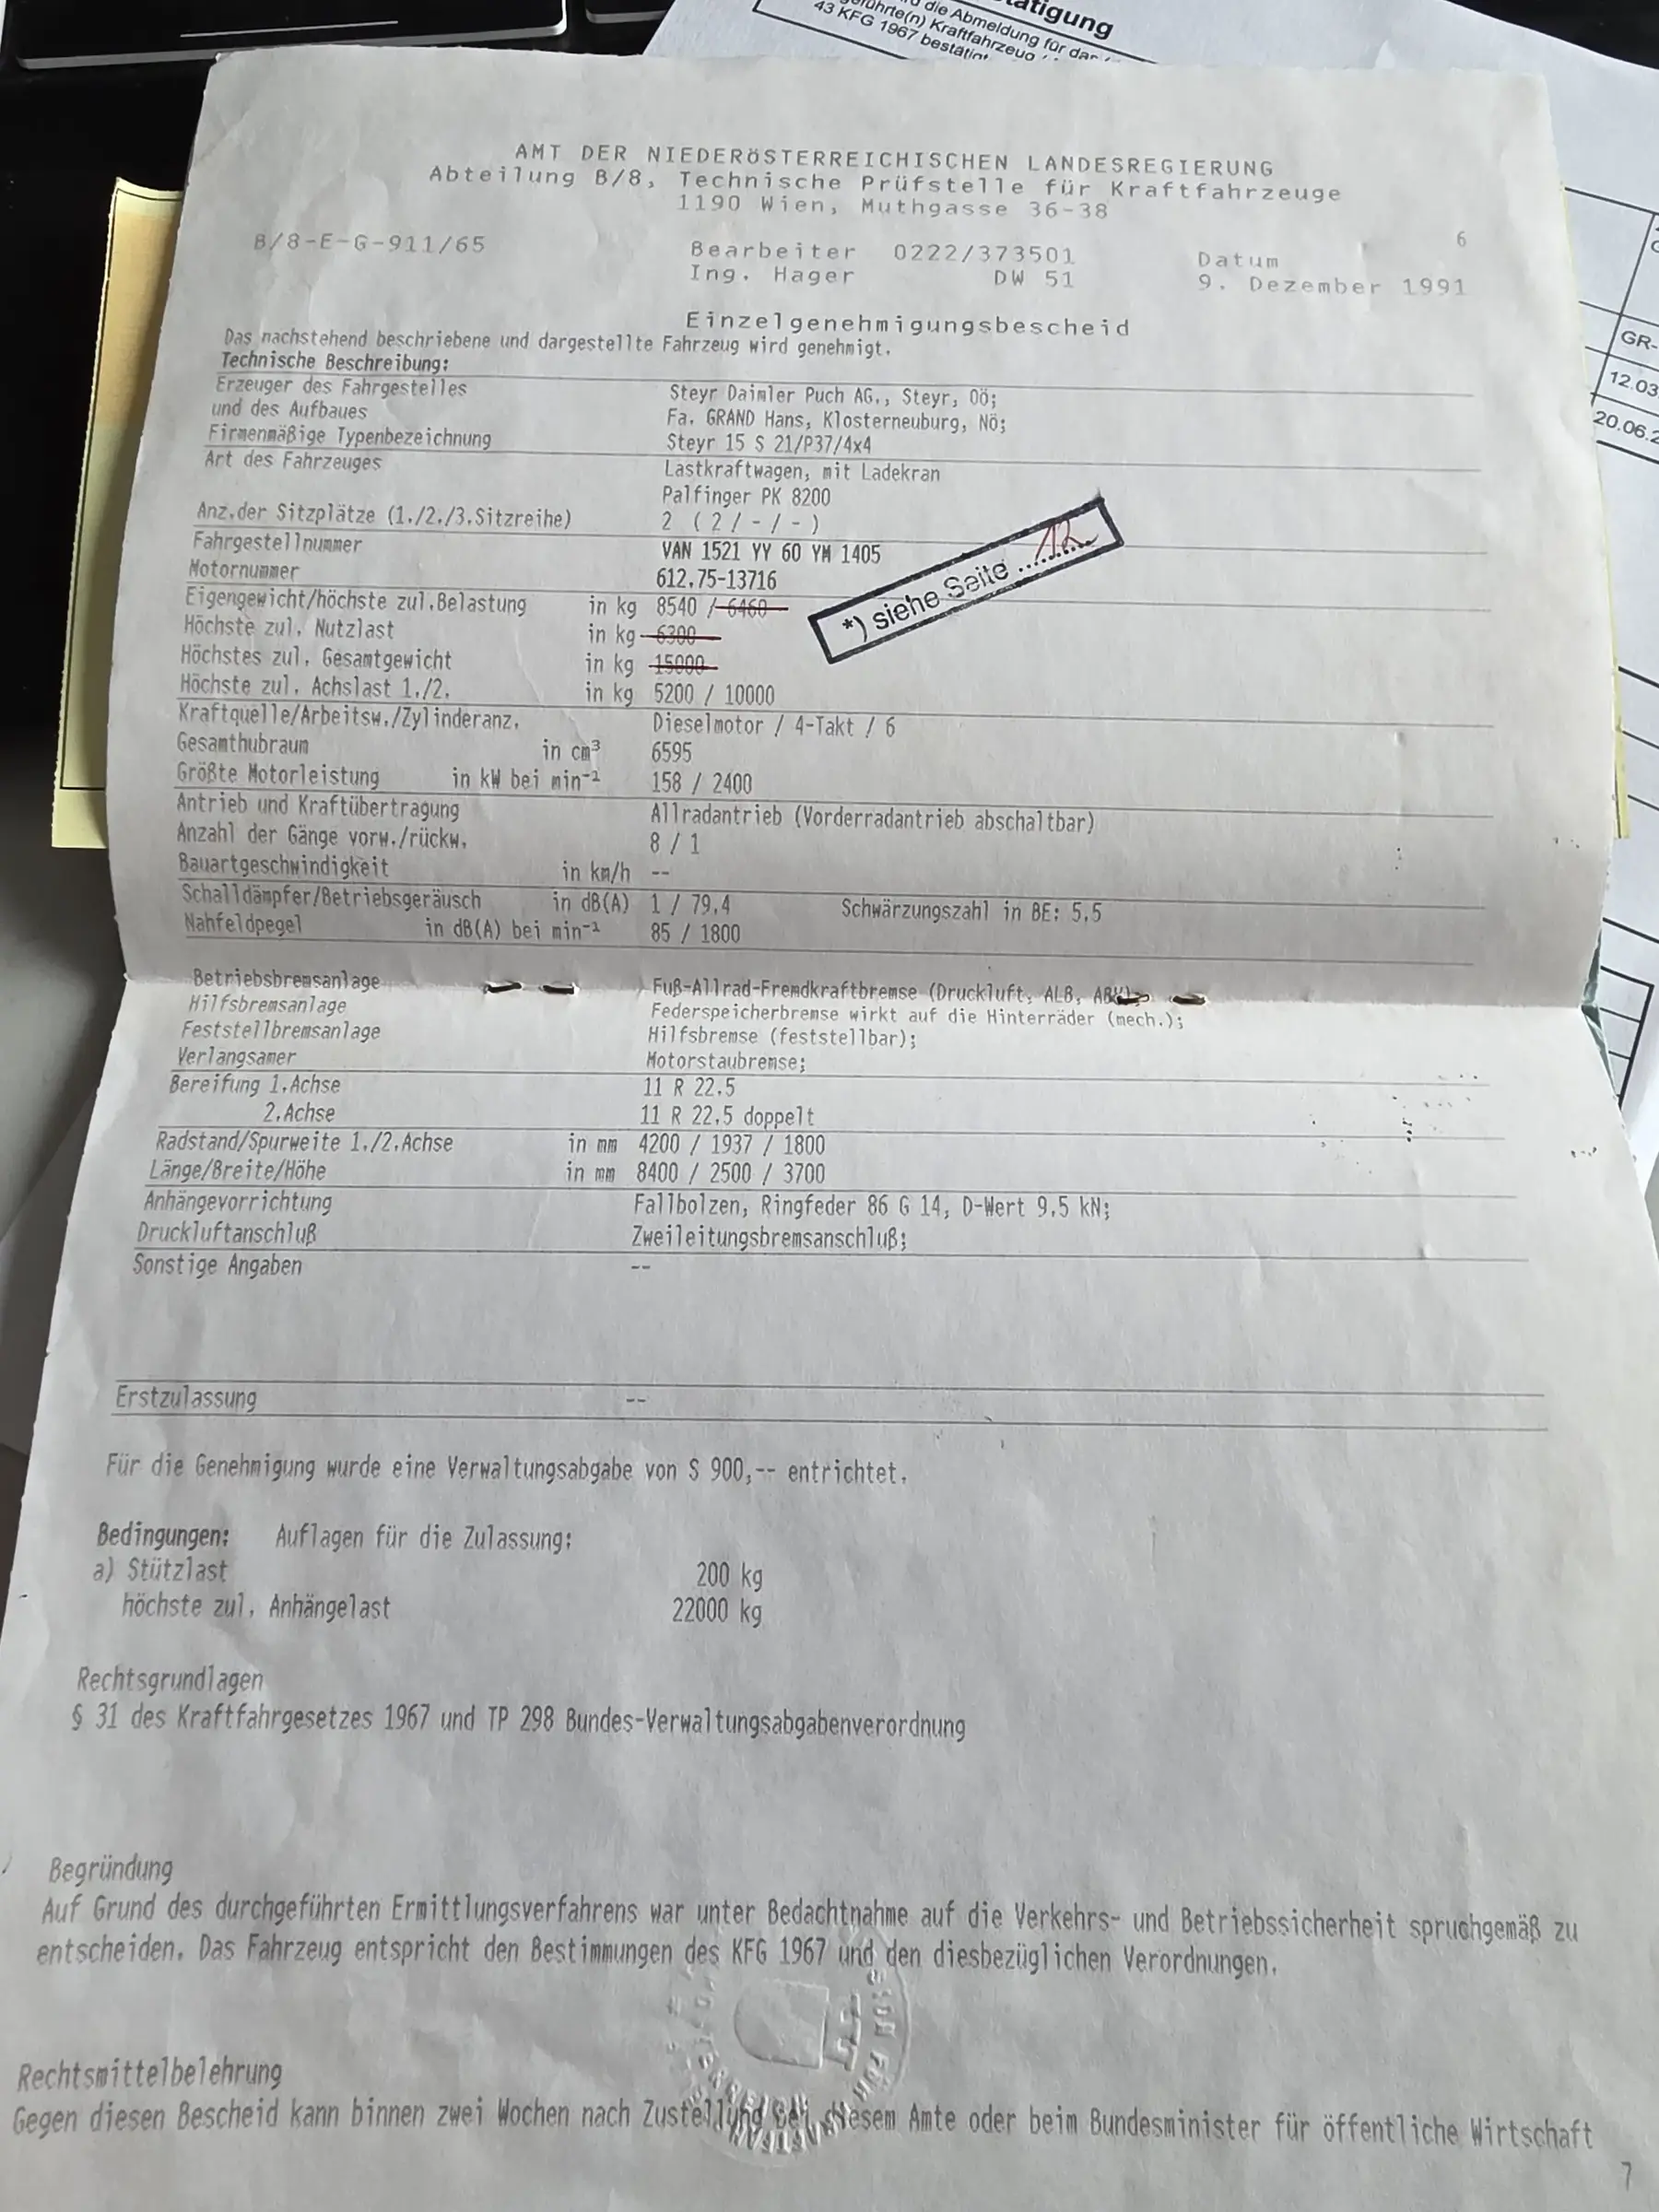 tätigung
rd die Abmeldung für das
geführte(n) Kraftfahrzeug
43 KFG 1967 bestätigt
AMT DER NIEDERÖSTERREICHISCHEN LANDESREGIERUNG
Abteilung B/8, Technische Prüfstelle für Kraftfahrzeuge
1190 Wien, Muthgasse 36-38
6
B/8-E-G-911/65 Bearbeiter 0222/373501 Datum
Ing. Hager DW 51 9. Dezember 1991
Einzelgenehmigungsbescheid
Das nachstehend beschriebene und dargestellte Fahrzeug wird genehmigt.
Technische Beschreibung:
Erzeuger des Fahrgestelles Steyr Daimler Puch AG., Steyr, OÖ;
und des Aufbaues Fa. GRAND Hans, Klosterneuburg, NÖ;
Firmenmäßige Typenbezeichnung Steyr 15 S 21/P37/4x4
Art des Fahrzeuges Lastkraftwagen, mit Ladekran
Palfinger PK 8200
Anz.der Sitzplätze (1./2./3.Sitzreihe) 2 (2/-/-)
Fahrgestellnummer VAN 1521 YY 60 YM 1405
Motornummer 612.75-13716
Eigengewicht/höchste zul.Belastung in kg 8540 / 6460
Höchste zul. Nutzlast in kg 6300
Höchstes zul. Gesamtgewicht in kg 15000
Höchste zul. Achslast 1./2. in kg 5200 / 10000
*) siehe Seite ...12...
Kraftquelle/Arbeitsw./Zylinderanz. Dieselmotor / 4-Takt / 6
Gesamthubraum in cm³ 6595
Größte Motorleistung in kW bei min⁻¹ 158 / 2400
Antrieb und Kraftübertragung Allradantrieb (Vorderradantrieb abschaltbar)
Anzahl der Gänge vorw./rückw. 8 / 1
Bauartgeschwindigkeit in km/h --
Schalldämpfer/Betriebsgeräusch in dB(A) 1 / 79,4 Schwärzungszahl in BE: 5,5
Nahfeldpegel in dB(A) bei min⁻¹ 85 / 1800
Betriebsbremsanlage Fuß-Allrad-Fremdkraftbremse (Druckluft, ALB,
Hilfsbremsanlage Federspeicherbremse wirkt auf die Hinterräder (mech.);
Feststellbremsanlage Hilfsbremse (feststellbar);
Verlangsamer Motorstaubremse;
Bereifung 1.Achse 11 R 22,5
2.Achse 11 R 22,5 doppelt
Radstand/Spurweite 1./2.Achse in mm 4200 / 1937 / 1800
Länge/Breite/Höhe in mm 8400 / 2500 / 3700
Anhängevorrichtung Fallbolzen, Ringfeder 86 G 14, D-Wert 9,5 kN;
Druckluftanschluß Zweileitungsbremsanschluß;
Sonstige Angaben --
Erstzulassung --
Für die Genehmigung wurde eine Verwaltungsabgabe von S 900,-- entrichtet.
Bedingungen: Auflagen für die Zulassung:
a) Stützlast 200 kg
höchste zul. Anhängelast 22000 kg
Rechtsgrundlagen
§ 31 des Kraftfahrgesetzes 1967 und TP 298 Bundes-Verwaltungsabgabenverordnung
Begründung
Auf Grund des durchgeführten Ermittlungsverfahrens war unter Bedachtnahme auf die Verkehrs- und Betriebssicherheit spruchgemäß zu
entscheiden. Das Fahrzeug entspricht den Bestimmungen des KFG 1967 und den diesbezüglichen Verordnungen.
Rechtsmittelbelehrung
Gegen diesen Bescheid kann binnen zwei Wochen nach Zustellung bei diesem Amte oder beim Bundesminister für öffentliche Wirtschaft
7
GR-
12.03
20.06.2